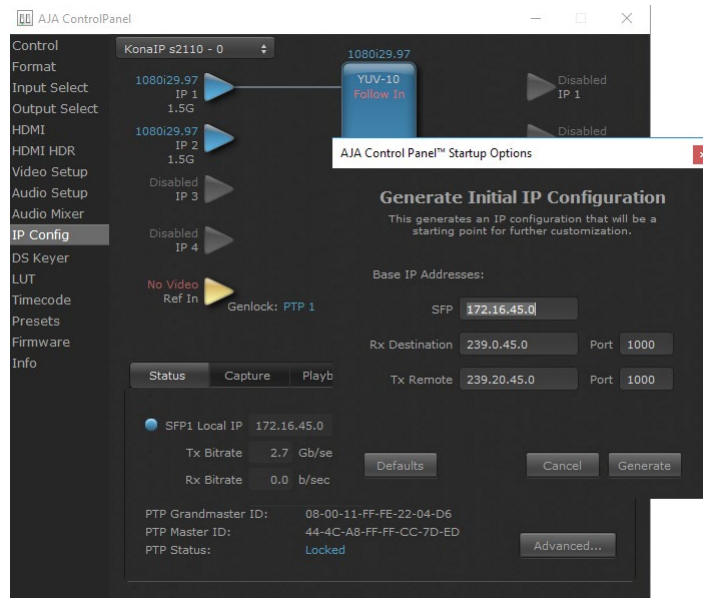 AJA ControlPanel
Control
Format
Input Select
Output Select
HDMI
HDMI HDR
Video Setup
Audio Setup
Audio Mixer
IP Config
DS Keyer
LUT
Timecode
Presets
Firmware
Info
KonaIP s2110 - 0
1080i29.97
IP 1
1.5G
1080i29.97
IP 2
1.5G
Disabled
IP 3
Disabled
IP 4
No Video
Ref In
Genlock: PTP 1
1080i29.97
YUV-10
Follow In
Disabled
IP 1
Disabled
AJA Control Panel™ Startup Options
Generate Initial IP Configuration
This generates an IP configuration that will be a
starting point for further customization.
Base IP Addresses:
SFP 172.16.45.0
Rx Destination 239.0.45.0 Port 1000
Tx Remote 239.20.45.0 Port 1000
Defaults Cancel Generate
Status Capture Playb
SFP1 Local IP 172.16.45.0
Tx Bitrate 2.7 Gb/se
Rx Bitrate 0.0 b/sec
PTP Grandmaster ID: 08-00-11-FF-FE-22-04-D6
PTP Master ID: 44-4C-A8-FF-FF-CC-7D-ED
PTP Status: Locked
Advanced...